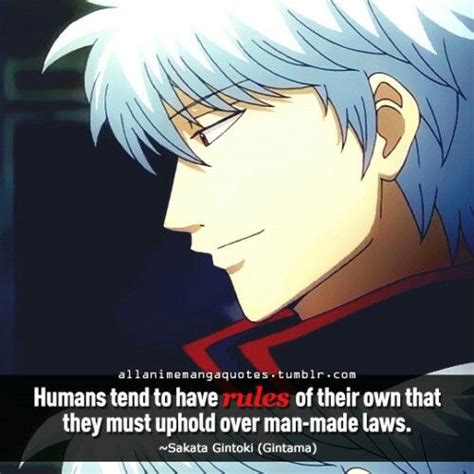 allanimemangaquotes.tumblr.com
Humans tend to have rules of their own that
they must uphold over man-made laws.
~Sakata Gintoki (Gintama)